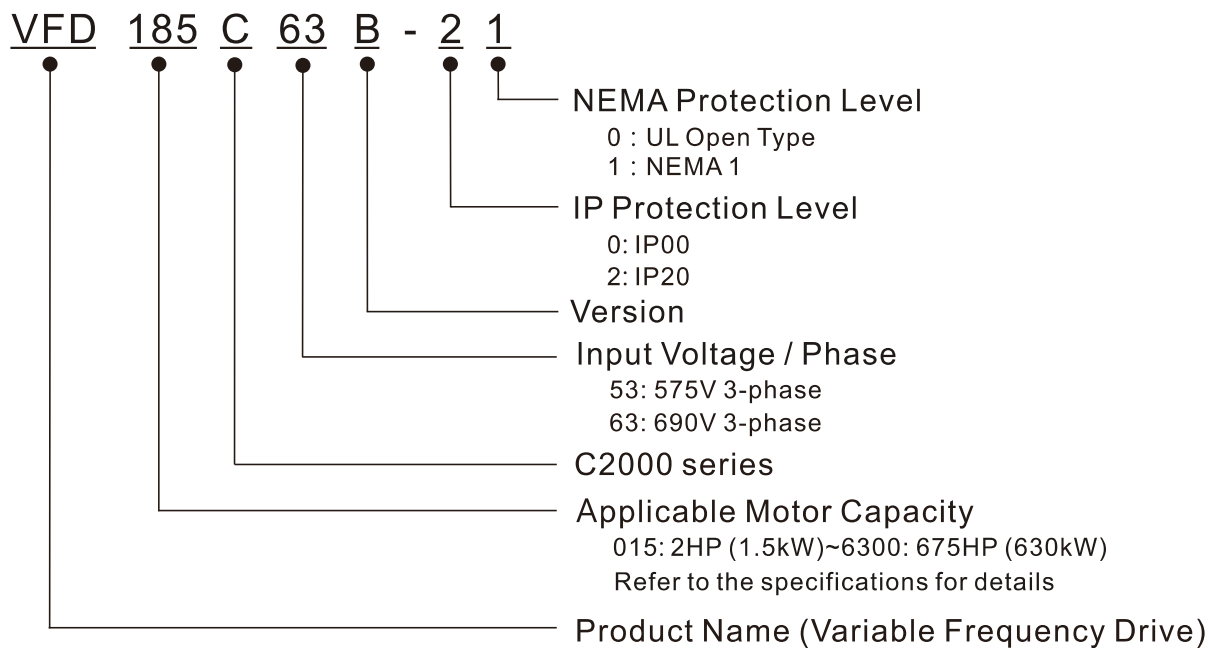 VFD 185 C 63 B - 2 1
NEMA Protection Level
0 : UL Open Type
1 : NEMA 1
IP Protection Level
0: IP00
2: IP20
Version
Input Voltage / Phase
53: 575V 3-phase
63: 690V 3-phase
C2000 series
Applicable Motor Capacity
015: 2HP (1.5kW)~6300: 675HP (630kW)
Refer to the specifications for details
Product Name (Variable Frequency Drive)